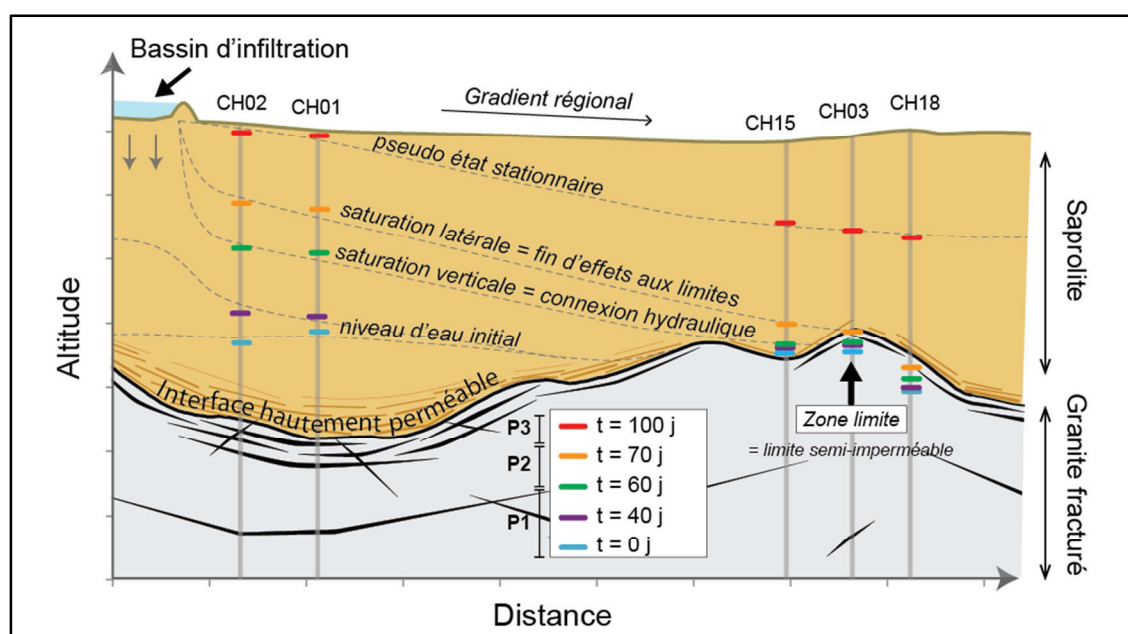 Bassin d'infiltration
CH02
CH01
Gradient régional
CH15
CH03
CH18
pseudo état stationnaire
saturation latérale = fin d'effets aux limites
saturation verticale = connexion hydraulique
niveau d'eau initial
Interface hautement perméable
Zone limite
= limite semi-imperméable
P3
P2
P1
t = 100 j
t = 70 j
t = 60 j
t = 40 j
t = 0 j
Altitude
Distance
Saprolite
Granite fracturé